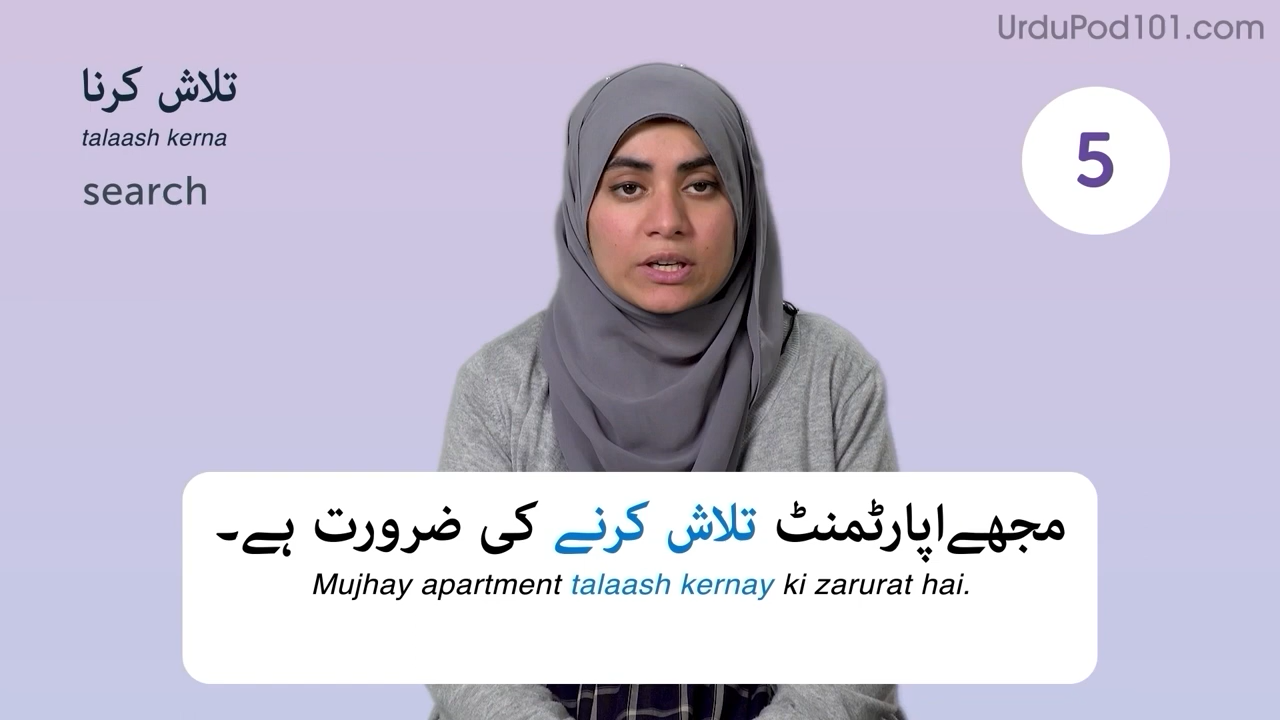 UrduPod101.com
تلاش کرنا
talaash kerna
search
5
مجھےاپارٹمنٹ تلاش کرنے کی ضرورت ہے۔
Mujhay apartment talaash kernay ki zarurat hai.